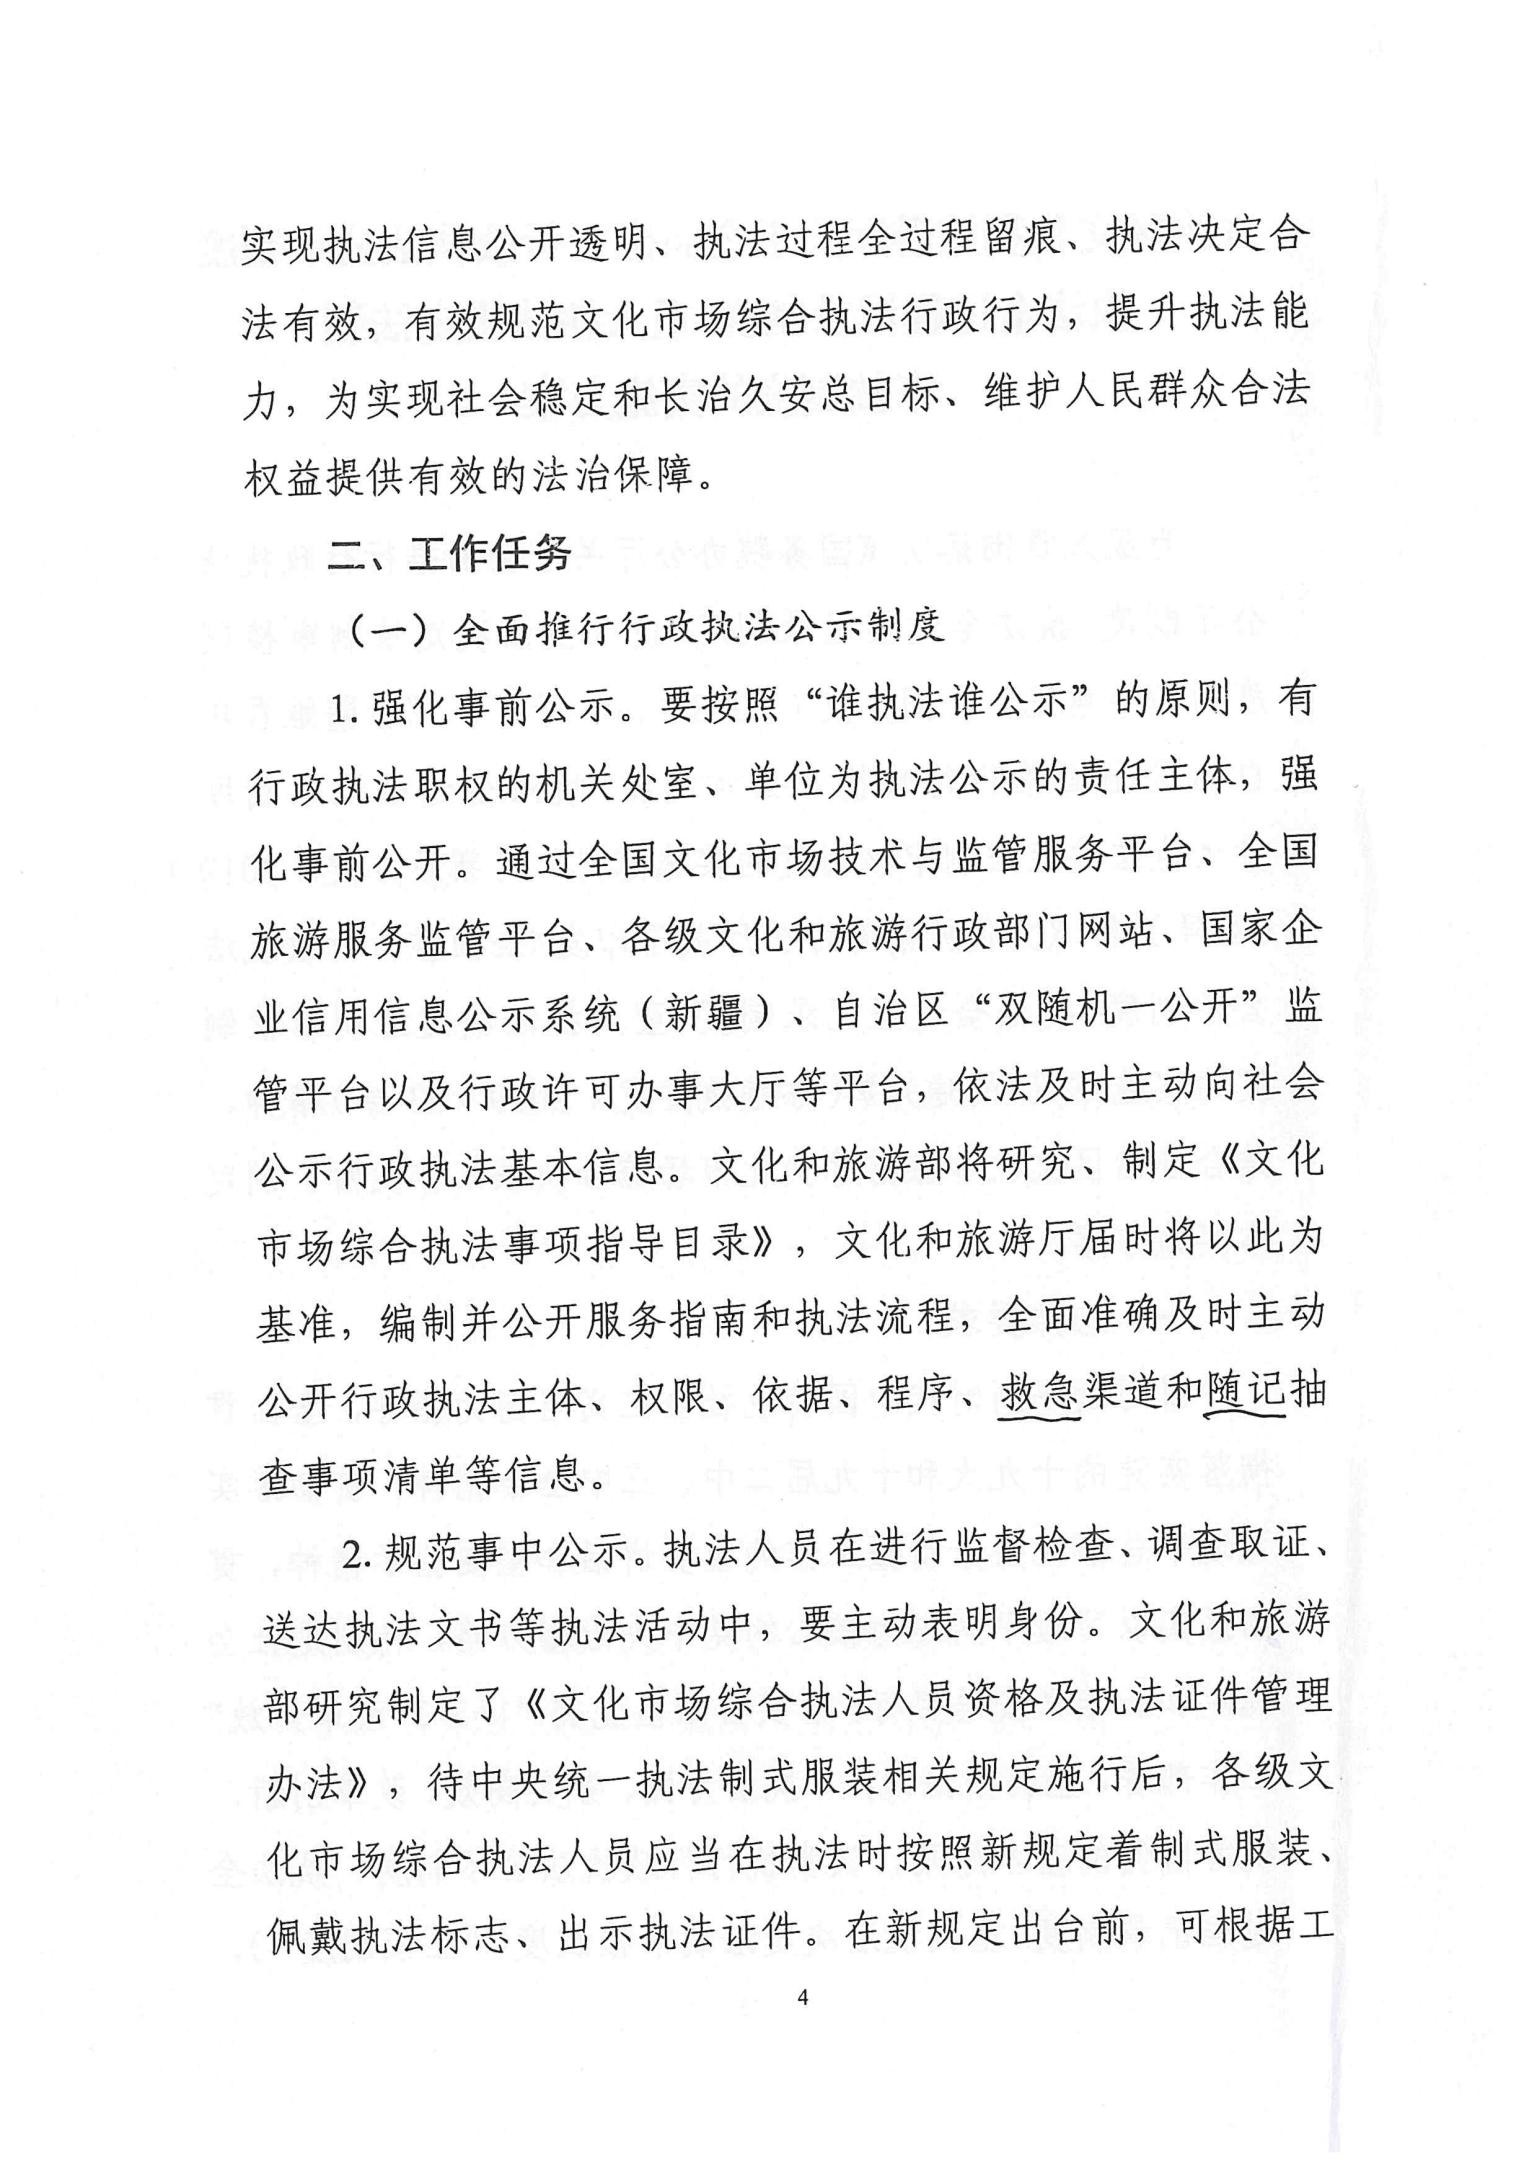 实现执法信息公开透明、执法过程全过程留痕、执法决定合
法有效，有效规范文化市场综合执法行政行为，提升执法能
力，为实现社会稳定和长治久安总目标、维护人民群众合法
权益提供有效的法治保障。
二、工作任务
（一）全面推行行政执法公示制度
1. 强化事前公示。要按照“谁执法谁公示”的原则，有
行政执法职权的机关处室、单位为执法公示的责任主体，强
化事前公开。通过全国文化市场技术与监管服务平台、全国
旅游服务监管平台、各级文化和旅游行政部门网站、国家企
业信用信息公示系统（新疆）、自治区“双随机一公开”监
管平台以及行政许可办事大厅等平台，依法及时主动向社会
公示行政执法基本信息。文化和旅游部将研究、制定《文化
市场综合执法事项指导目录》，文化和旅游厅届时将以此为
基准，编制并公开服务指南和执法流程，全面准确及时主动
公开行政执法主体、权限、依据、程序、救急渠道和随记抽
查事项清单等信息。
2. 规范事中公示。执法人员在进行监督检查、调查取证、
送达执法文书等执法活动中，要主动表明身份。文化和旅游
部研究制定了《文化市场综合执法人员资格及执法证件管理
办法》，待中央统一执法制式服装相关规定施行后，各级文
化市场综合执法人员应当在执法时按照新规定着制式服装、
佩戴执法标志、出示执法证件。在新规定出台前，可根据工
4